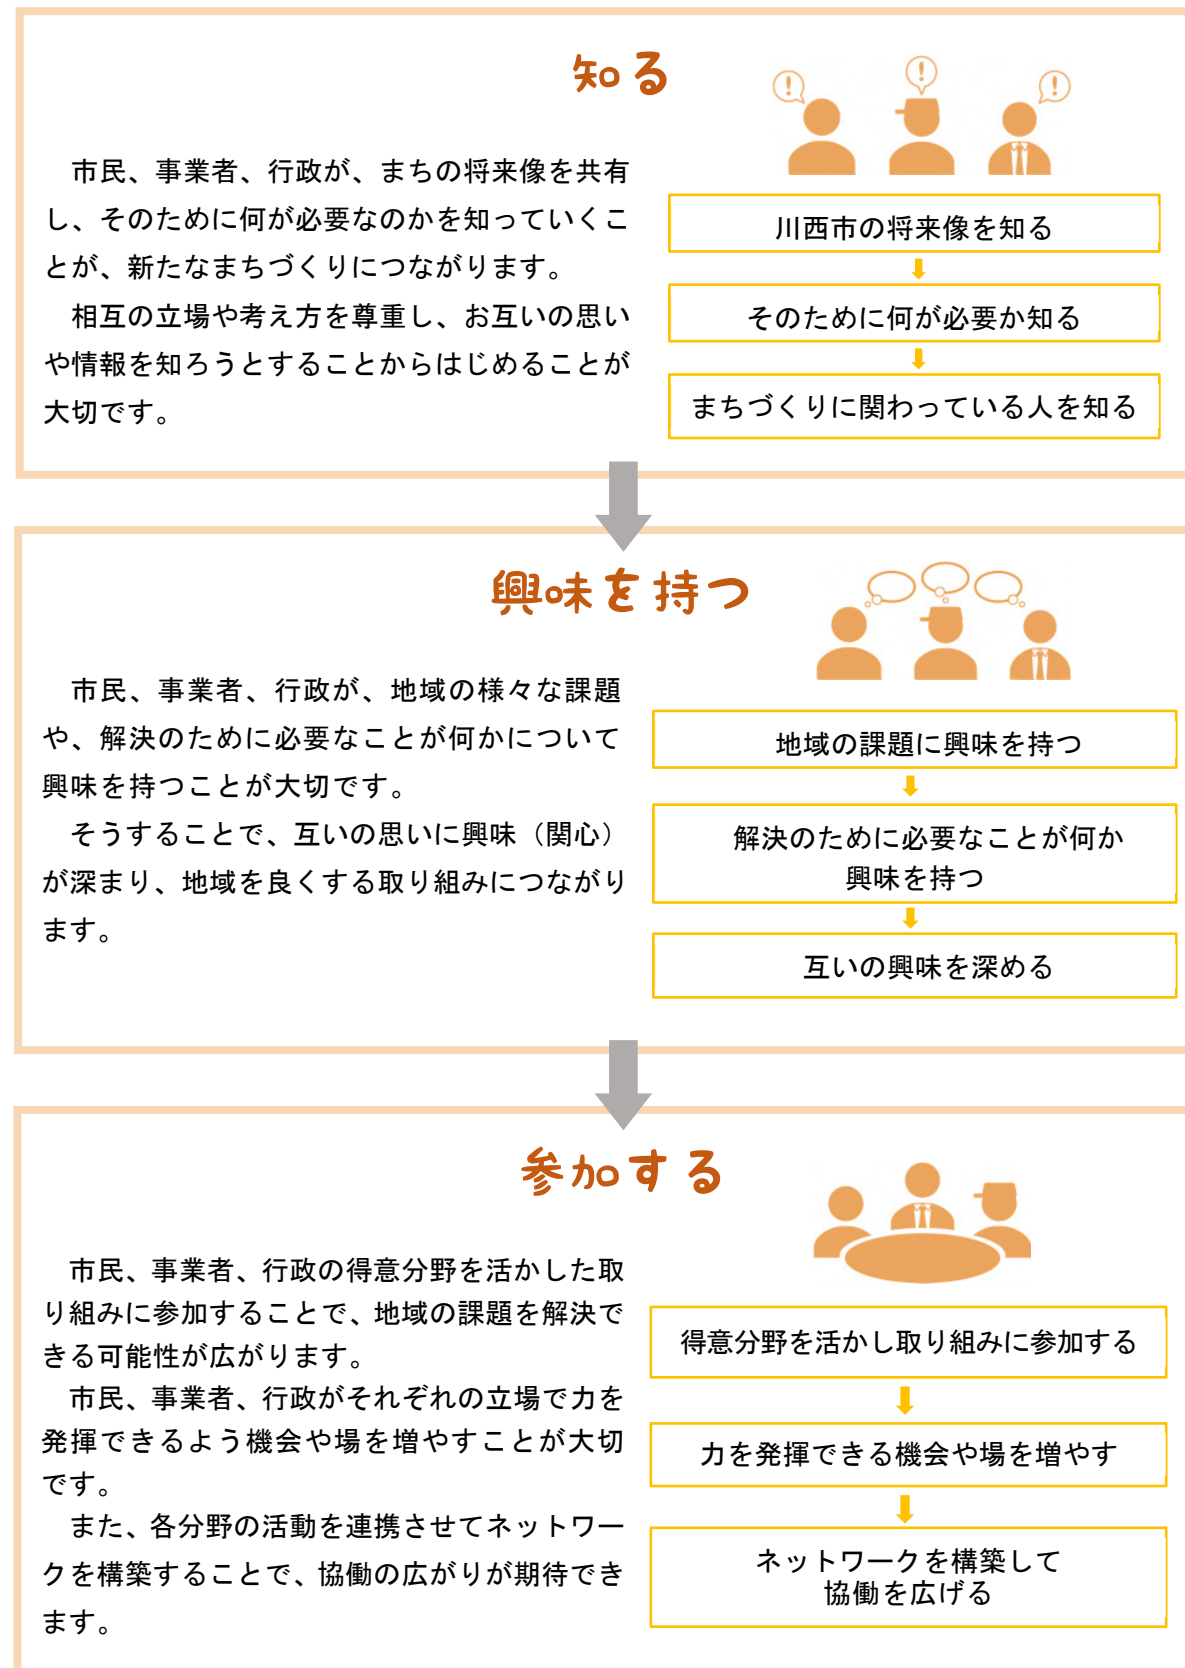 知る
市民、事業者、行政が、まちの将来像を共有
し、そのために何が必要なのかを知っていくこ
とが、新たなまちづくりにつながります。
相互の立場や考え方を尊重し、お互いの思い
や情報を知ろうとすることからはじめることが
大切です。
川西市の将来像を知る
そのために何が必要か知る
まちづくりに関わっている人を知る
興味を持つ
市民、事業者、行政が、地域の様々な課題
や、解決のために必要なことが何かについて
興味を持つことが大切です。
そうすることで、互いの思いに興味（関心）
が深まり、地域を良くする取り組みにつながり
ます。
地域の課題に興味を持つ
解決のために必要なことが何か
興味を持つ
互いの興味を深める
参加する
市民、事業者、行政の得意分野を活かした取
り組みに参加することで、地域の課題を解決で
きる可能性が広がります。
市民、事業者、行政がそれぞれの立場で力を
発揮できるよう機会や場を増やすことが大切
です。
また、各分野の活動を連携させてネットワー
クを構築することで、協働の広がりが期待でき
ます。
得意分野を活かし取り組みに参加する
力を発揮できる機会や場を増やす
ネットワークを構築して
協働を広げる